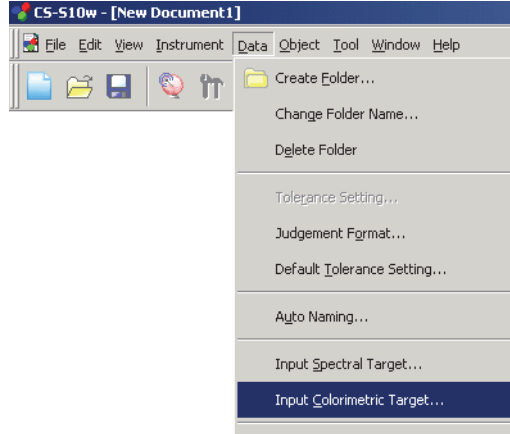 CS-S10w - [New Document1]
File Edit View Instrument Data Object Tool Window Help
Create Folder...
Change Folder Name...
Delete Folder
Tolerance Setting...
Judgement Format...
Default Tolerance Setting...
Auto Naming...
Input Spectral Target...
Input Colorimetric Target...